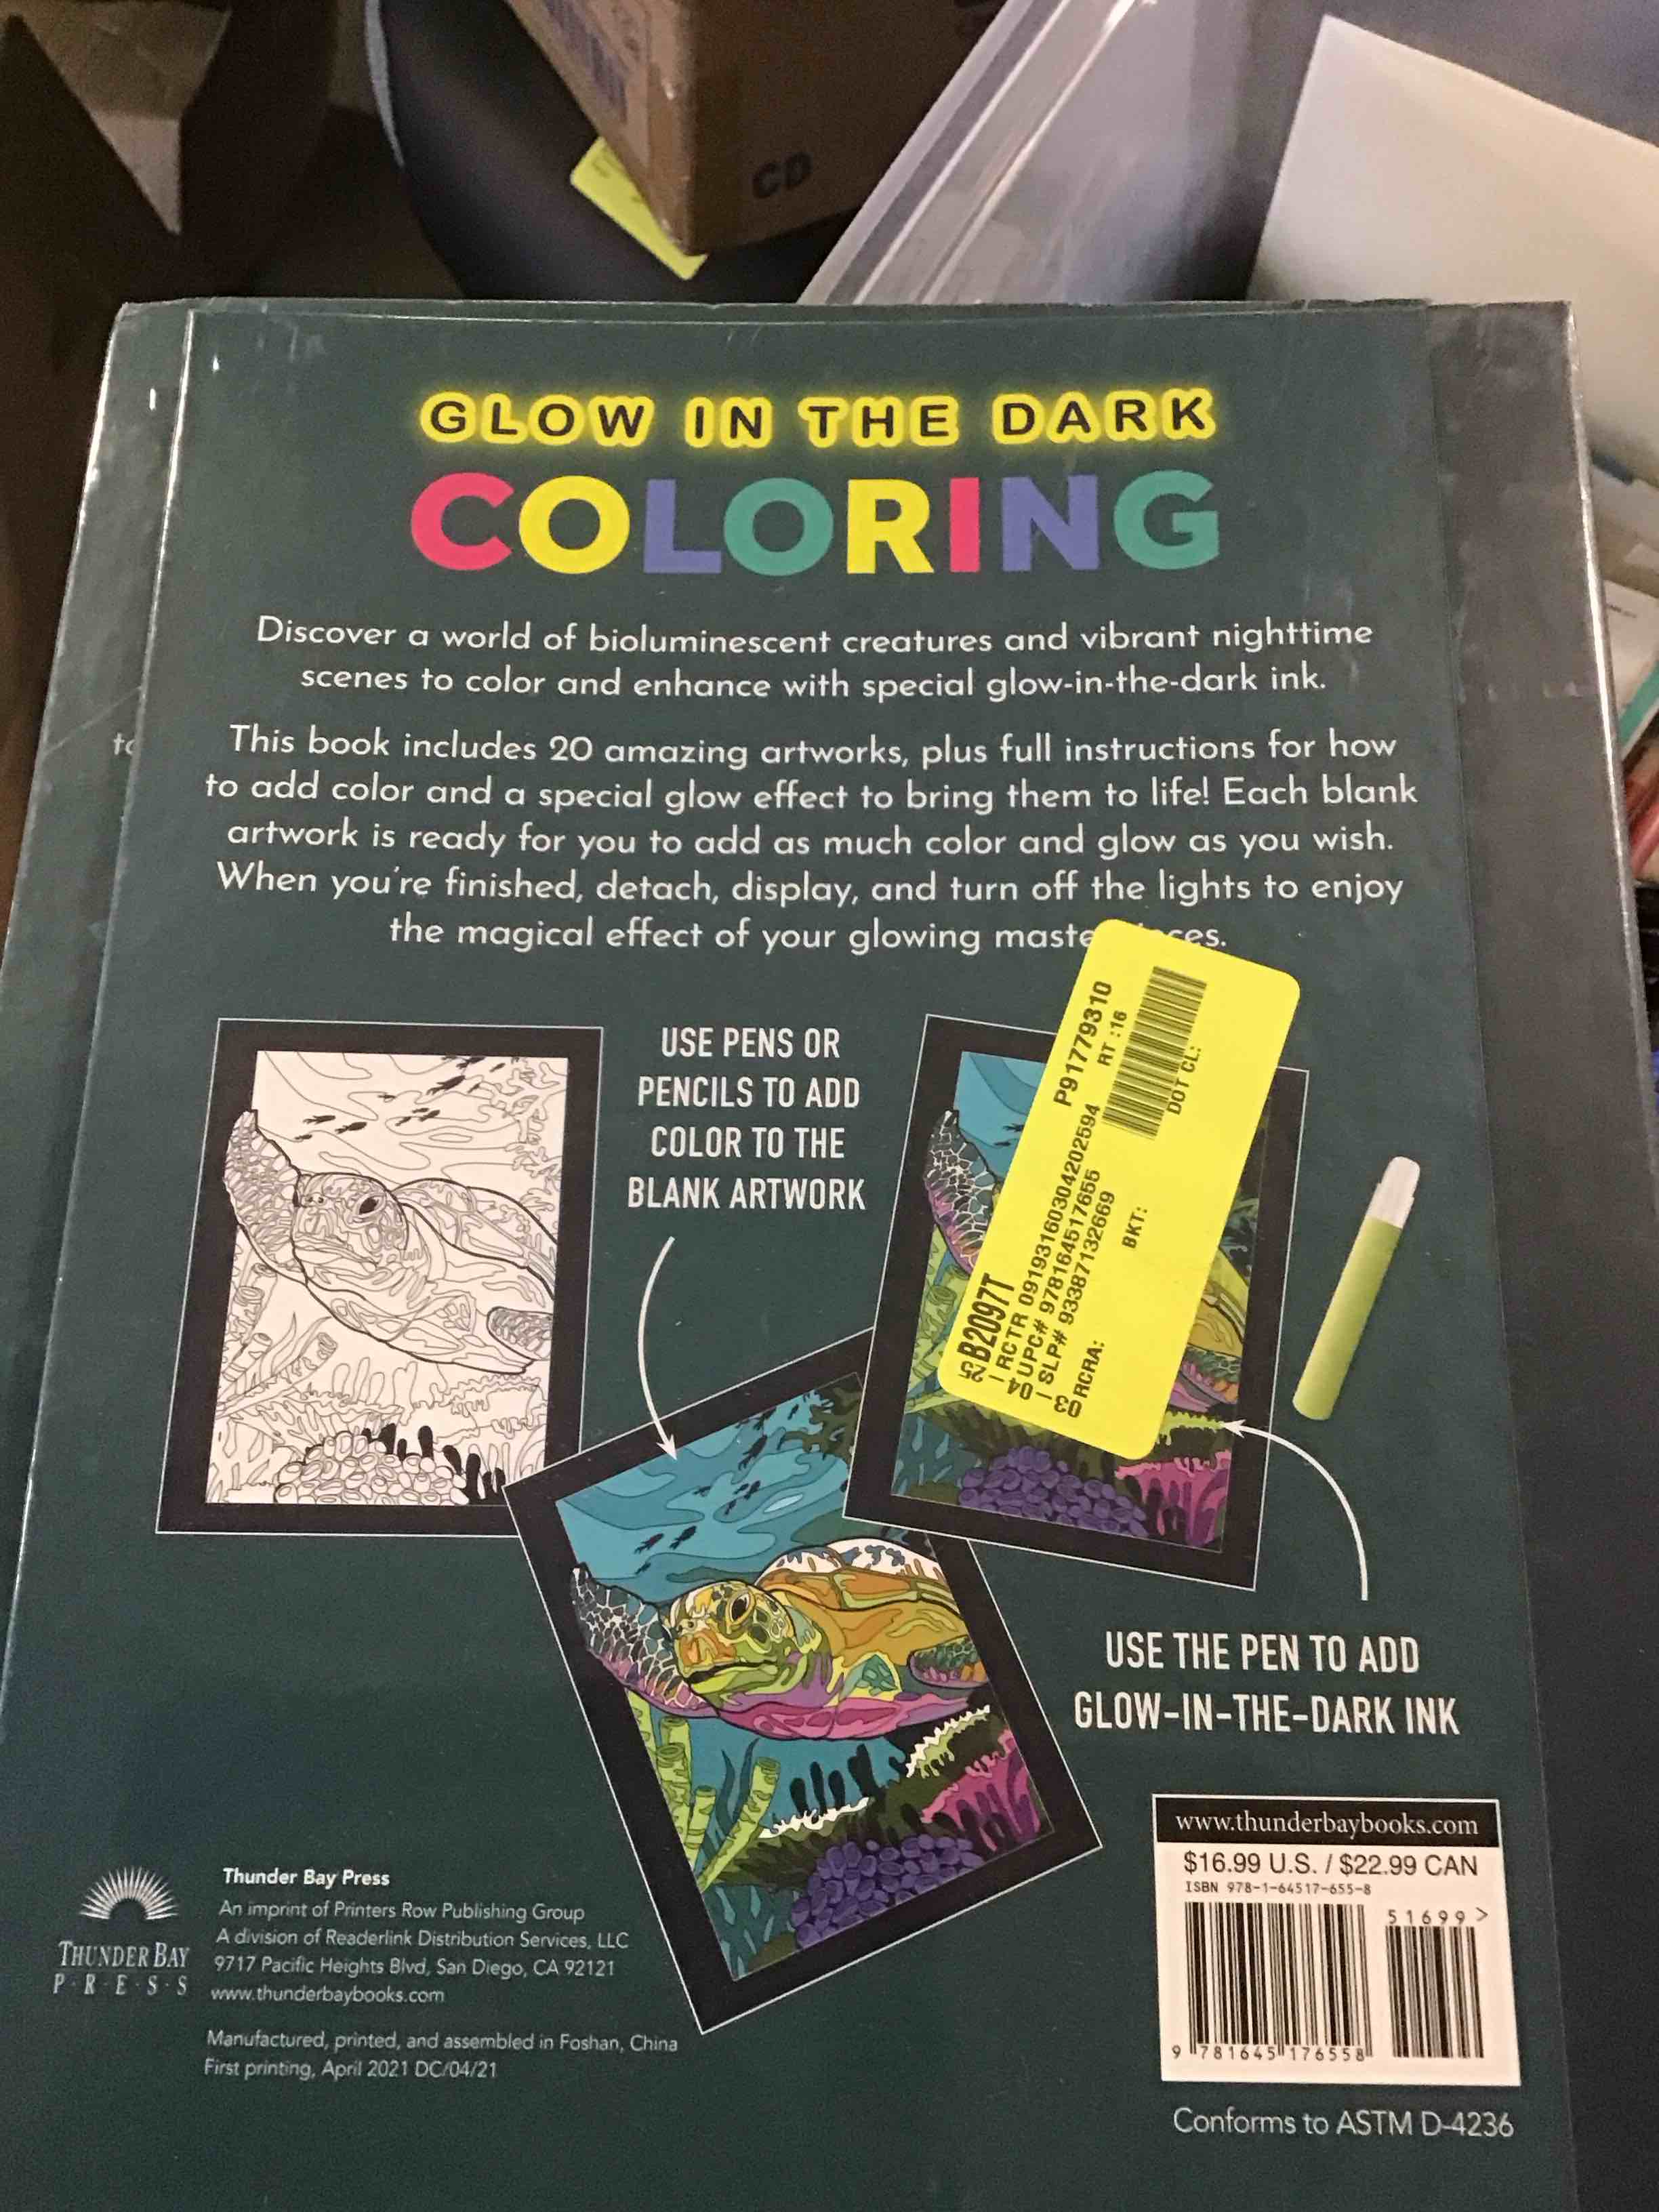 CD
GLOW IN THE DARK
COLORING
Discover a world of bioluminescent creatures and vibrant nighttime
scenes to color and enhance with special glow-in-the-dark ink.
This book includes 20 amazing artworks, plus full instructions for how
to add color and a special glow effect to bring them to life! Each blank
artwork is ready for you to add as much color and glow as you wish.
When you're finished, detach, display, and turn off the lights to enjoy
the magical effect of your glowing
to
USE PENS OR
PENCILS TO ADD
COLOR TO THE
BLANK ARTWORK
B2097T
P917779310
RCTR 09193160304202594 RT :16
UPC# 978164517655
SLP# 93387132669
RCRA: BKT: DOT CL:
USE THE PEN TO ADD
GLOW-IN-THE-DARK INK
THUNDER BAY
P·R·E·S·S
Thunder Bay Press
An imprint of Printers Row Publishing Group
A division of Readerlink Distribution Services, LLC
9717 Pacific Heights Blvd, San Diego, CA 92121
www.thunderbaybooks.com
Manufactured, printed, and assembled in Foshan, China
First printing, April 2021 DC/04/21
www.thunderbaybooks.com
$16.99 U.S. / $22.99 CAN
ISBN 978-1-64517-655-8
51699>
9 781645 176558
Conforms to ASTM D-4236